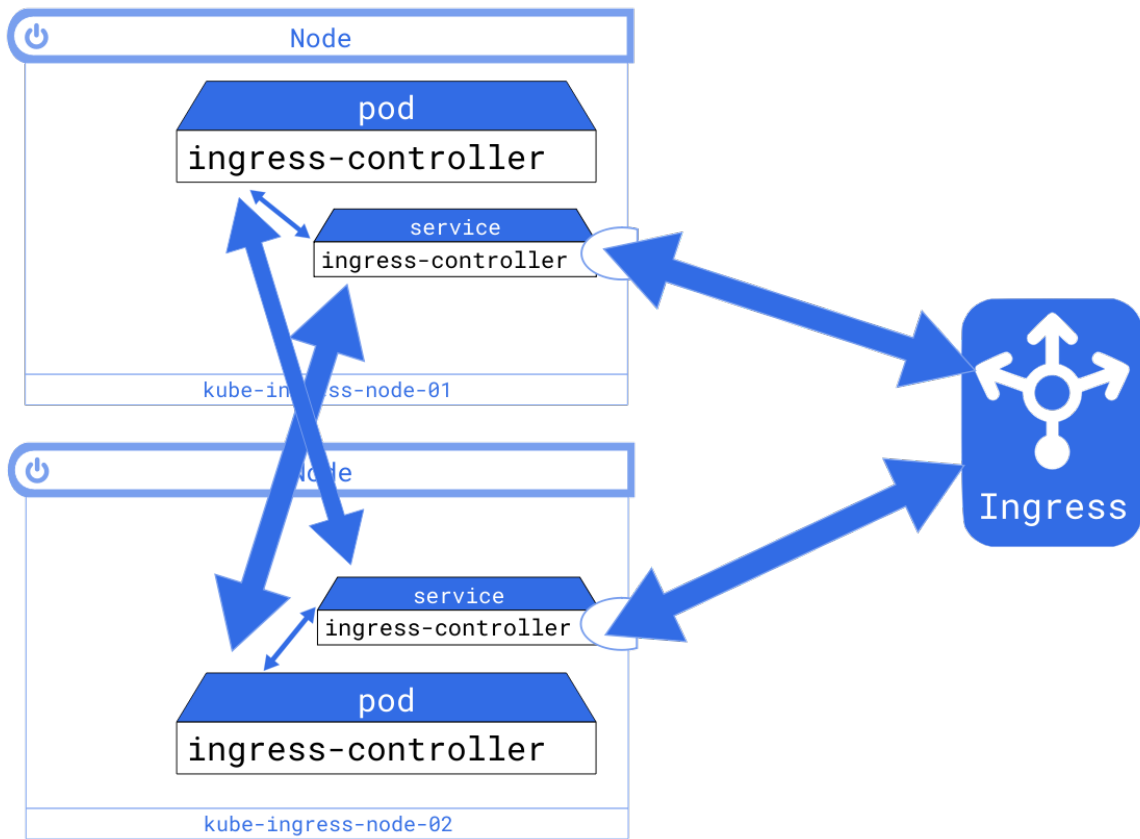 Node
pod
ingress-controller
service
ingress-controller
kube-ingress-node-01
Node
service
ingress-controller
pod
ingress-controller
kube-ingress-node-02
Ingress